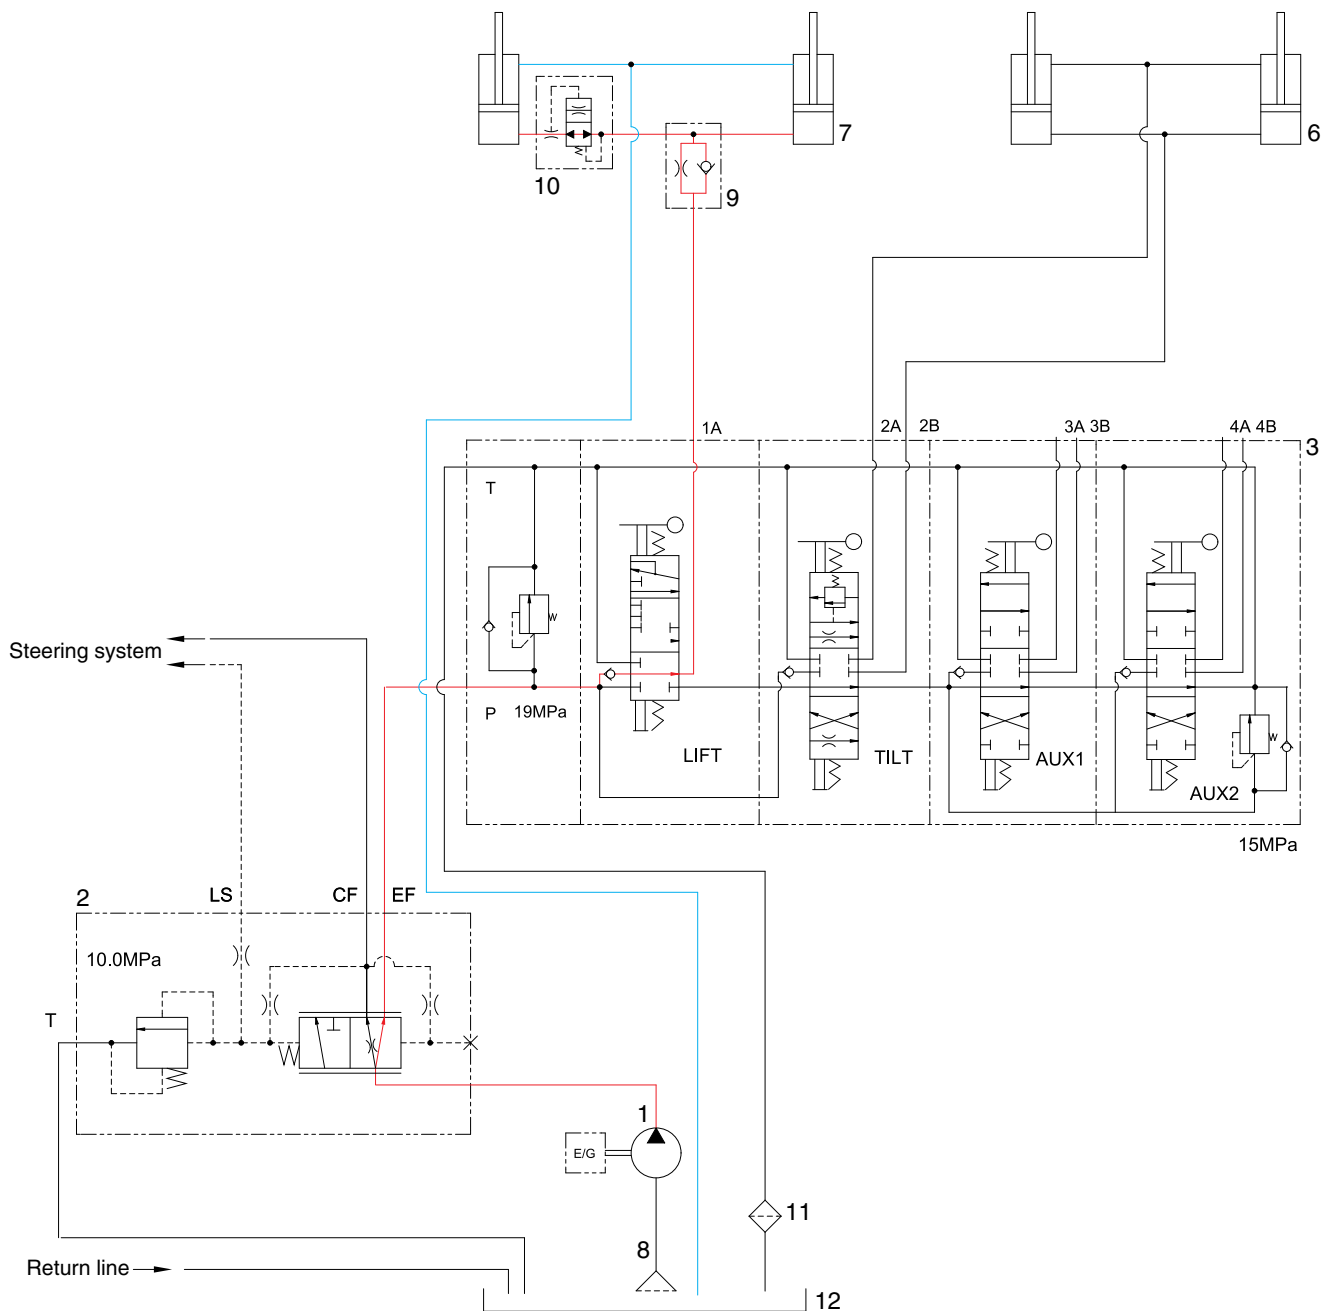 7
6
10
9
1A
2A
2B
3A
3B
4A
4B
3
T
Steering system
P
19MPa
LIFT
TILT
AUX1
AUX2
15MPa
2
LS
CF
EF
10.0MPa
T
1
E/G
11
8
Return line
12